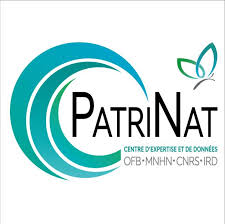 PATRINAT
CENTRE D'EXPERTISE ET DE DONNÉES
OFB•MNHN•CNRS•IRD